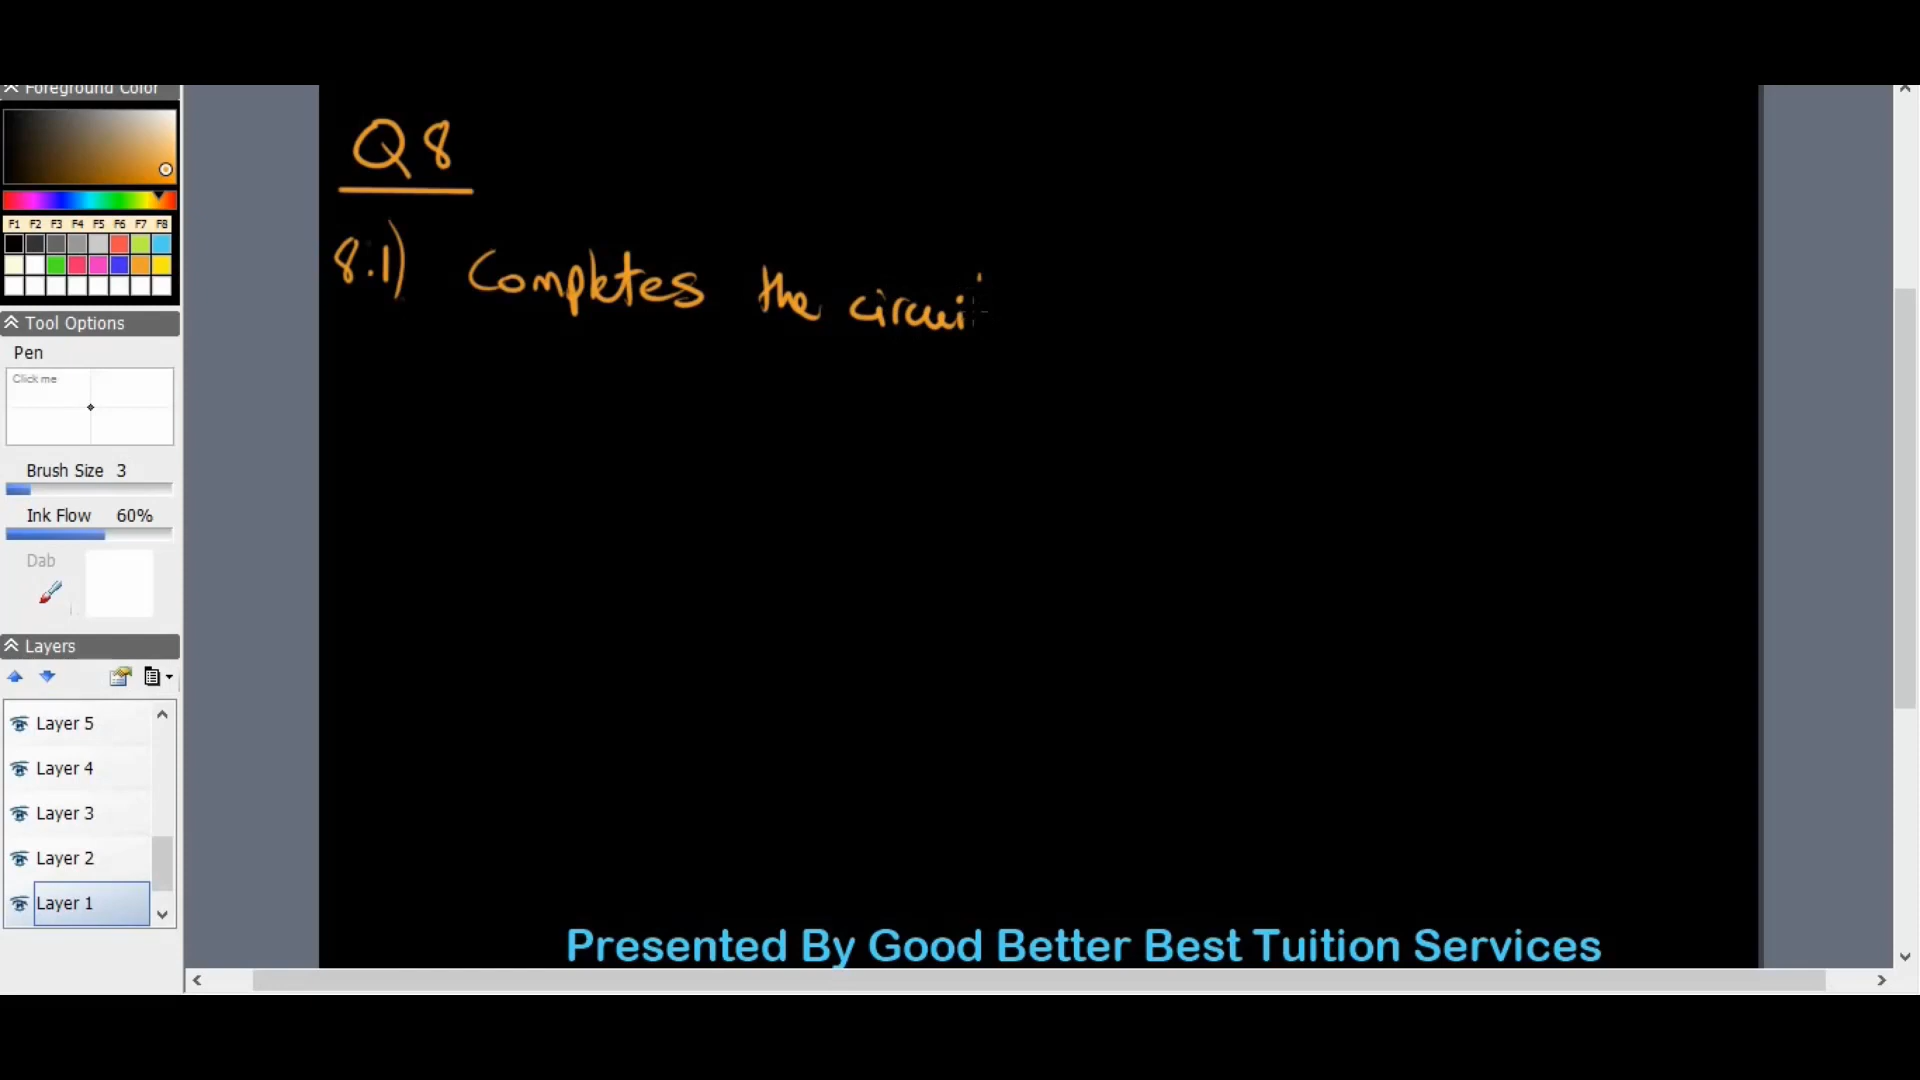 Foreground Color
F1 F2 F3 F4 F5 F6 F7 F8
Tool Options
Pen
Click me
Brush Size 3
Ink Flow 60%
Dab
Layers
Layer 5
Layer 4
Layer 3
Layer 2
Layer 1
Q8
8.1) Completes the circui
Presented By Good Better Best Tuition Services